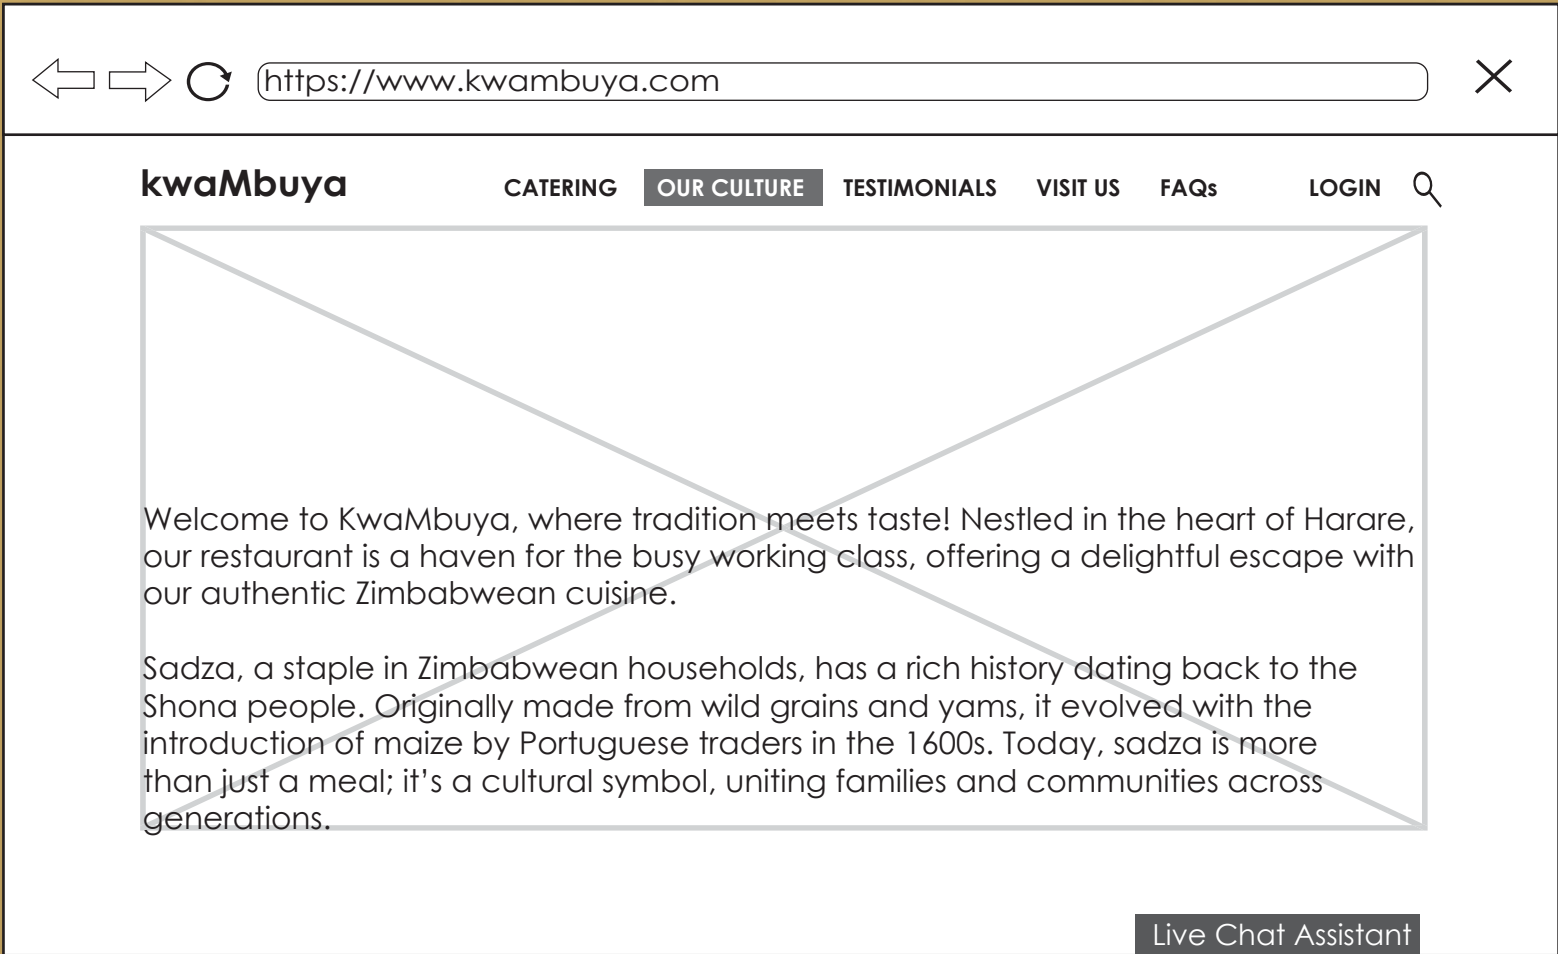 https://www.kwambuya.com
kwaMbuya
CATERING
OUR CULTURE
TESTIMONIALS
VISIT US
FAQs
LOGIN
Welcome to KwaMbuya, where tradition meets taste! Nestled in the heart of Harare,
our restaurant is a haven for the busy working class, offering a delightful escape with
our authentic Zimbabwean cuisine.
Sadza, a staple in Zimbabwean households, has a rich history dating back to the
Shona people. Originally made from wild grains and yams, it evolved with the
introduction of maize by Portuguese traders in the 1600s. Today, sadza is more
than just a meal; it’s a cultural symbol, uniting families and communities across
generations.
Live Chat Assistant